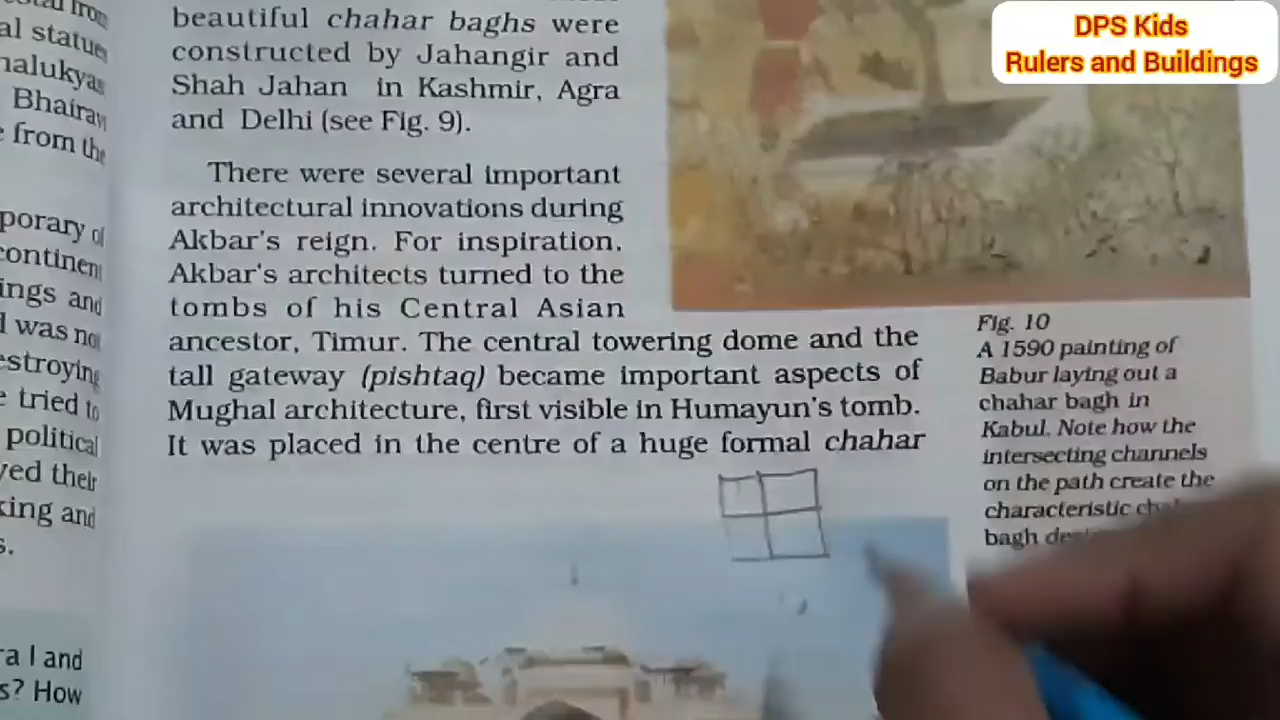 DPS Kids
Rulers and Buildings
al statues
Bhairav
from the
porary of
continent
ings and
was not
estroying
tried to
political
yed their
king and
s.
ra I and
s? How
beautiful chahar baghs were
constructed by Jahangir and
Shah Jahan in Kashmir, Agra
and Delhi (see Fig. 9).
There were several important
architectural innovations during
Akbar's reign. For inspiration,
Akbar's architects turned to the
tombs of his Central Asian
ancestor, Timur. The central towering dome and the
tall gateway (pishtaq) became important aspects of
Mughal architecture, first visible in Humayun's tomb.
It was placed in the centre of a huge formal chahar
Fig. 10
A 1590 painting of
Babur laying out a
chahar bagh in
Kabul. Note how the
intersecting channels
on the path create the
characteristic
bagh